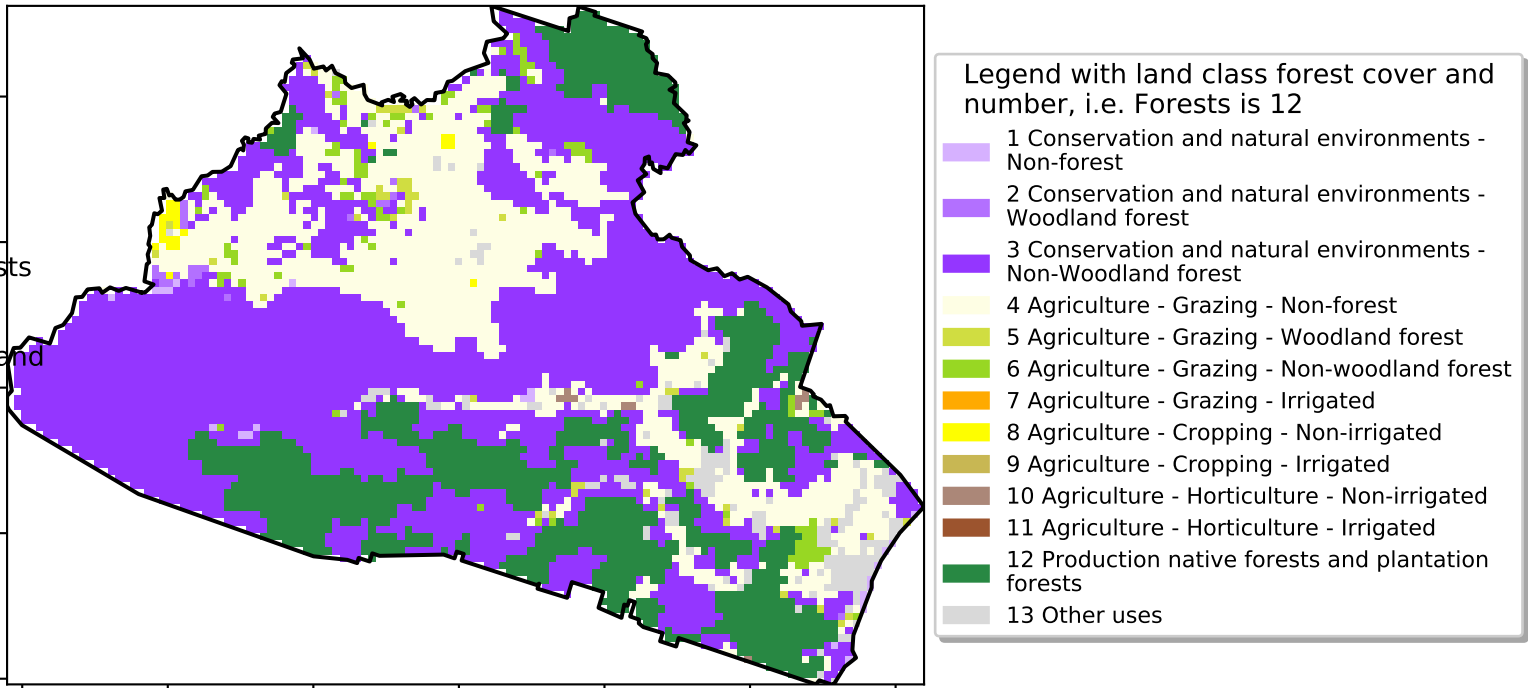 sts
and
Legend with land class forest cover and
number, i.e. Forests is 12
1 Conservation and natural environments -
Non-forest
2 Conservation and natural environments -
Woodland forest
3 Conservation and natural environments -
Non-Woodland forest
4 Agriculture - Grazing - Non-forest
5 Agriculture - Grazing - Woodland forest
6 Agriculture - Grazing - Non-woodland forest
7 Agriculture - Grazing - Irrigated
8 Agriculture - Cropping - Non-irrigated
9 Agriculture - Cropping - Irrigated
10 Agriculture - Horticulture - Non-irrigated
11 Agriculture - Horticulture - Irrigated
12 Production native forests and plantation
forests
13 Other uses